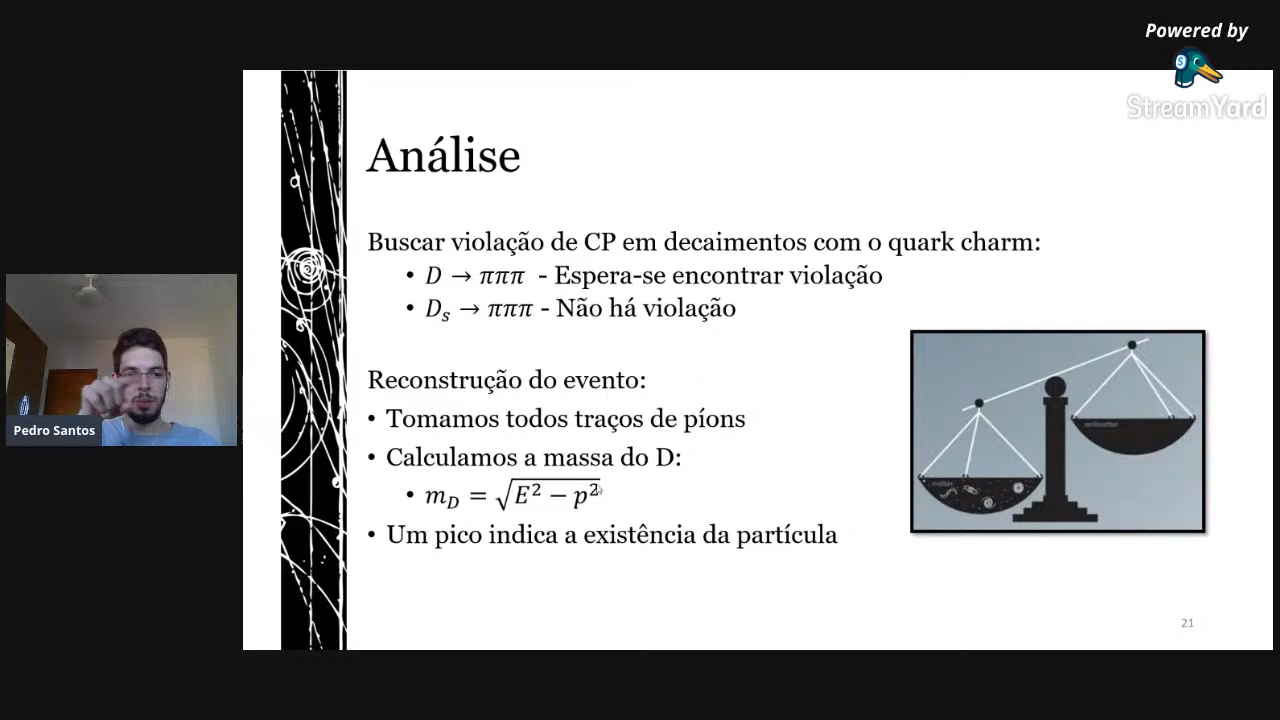 Powered by
StreamYard
Análise
Buscar violação de CP em decaimentos com o quark charm:
• D → πππ - Espera-se encontrar violação
• Dₛ → πππ - Não há violação
Reconstrução do evento:
• Tomamos todos traços de píons
• Calculamos a massa do D:
• m_D = √(E² − p²)
• Um pico indica a existência da partícula
antimatter
matter
Pedro Santos
21